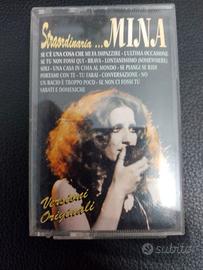 Straordinaria ... MINA
SE C'È UNA COSA CHE MI FA IMPAZZIRE - L'ULTIMA OCCASIONE
SE TU NON FOSSI QUI - BRAVA - LONTANISSIMO (SOMEWHERE)
SOLI - UNA CASA IN CIMA AL MONDO - SE PIANGI SE RIDI
PORTAMI CON TE - TU FARAI - CONVERSAZIONE - NO
UN BACIO È TROPPO POCO - SE NON CI FOSSI TU
SABATI E DOMENICHE
Versioni
Originali
subito